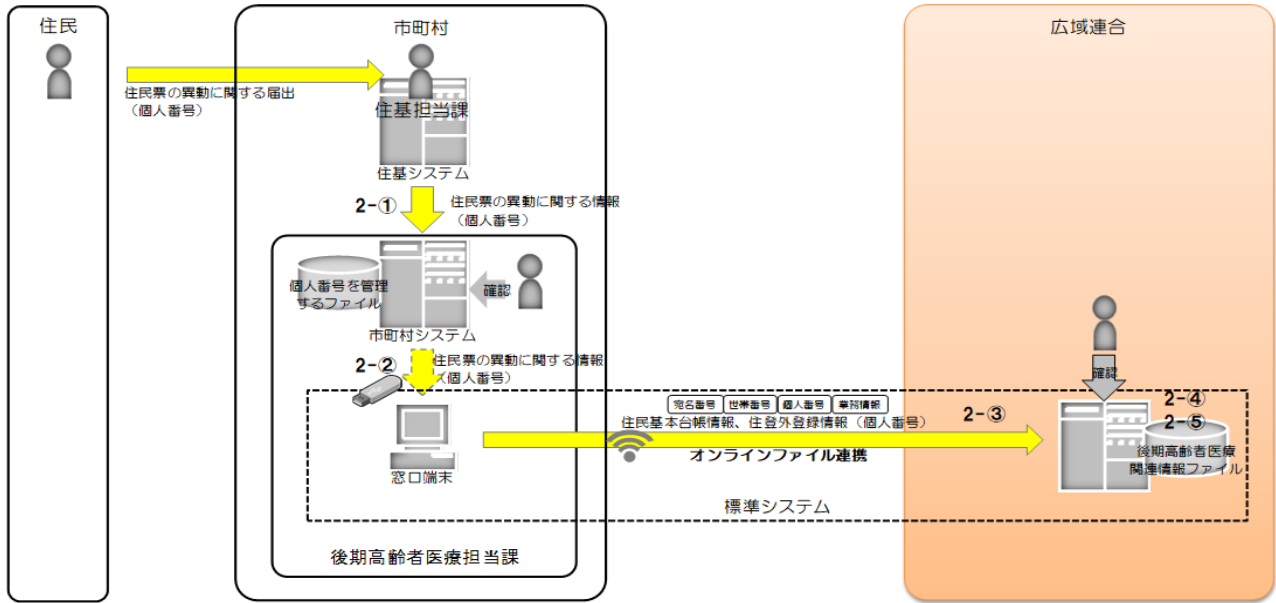 住民
市町村
広域連合
住民票の異動に関する届出
（個人番号）
住基担当課
住基システム
2-①
住民票の異動に関する情報
（個人番号）
個人番号を管理
するファイル
確認
市町村システム
2-②
住民票の異動に関する情報
（個人番号）
確認
宛名番号 世帯番号 個人番号 業務情報
住民基本台帳情報、住登外登録情報（個人番号）
2-③
2-④
2-⑤
オンラインファイル連携
後期高齢者医療
関連情報ファイル
窓口端末
標準システム
後期高齢者医療担当課